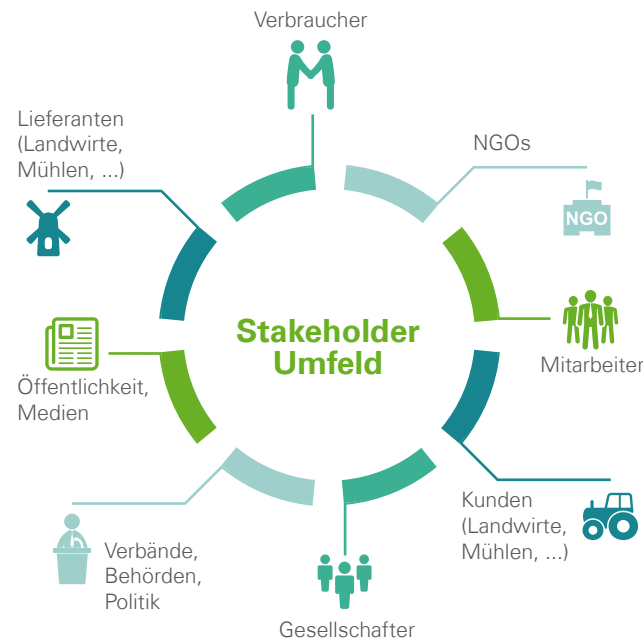 Verbraucher
Lieferanten
(Landwirte,
Mühlen, ...)
NGOs
NGO
Stakeholder
Umfeld
Mitarbeiter
Öffentlichkeit,
Medien
Kunden
(Landwirte,
Mühlen, ...)
Verbände,
Behörden,
Politik
Gesellschafter